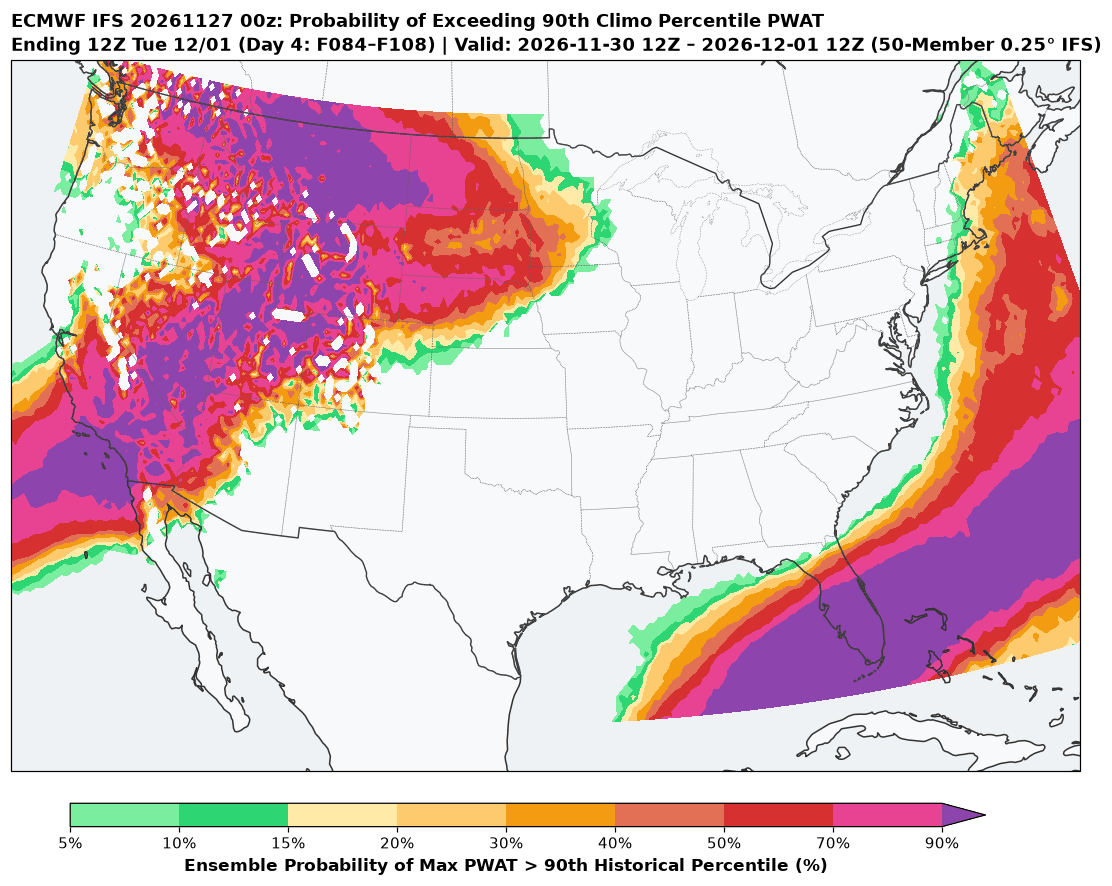 ECMWF IFS 20261127 00z: Probability of Exceeding 90th Climo Percentile PWAT
Ending 12Z Tue 12/01 (Day 4: F084–F108) | Valid: 2026-11-30 12Z – 2026-12-01 12Z (50-Member 0.25° IFS)
5% 10% 15% 20% 30% 40% 50% 70% 90%
Ensemble Probability of Max PWAT > 90th Historical Percentile (%)